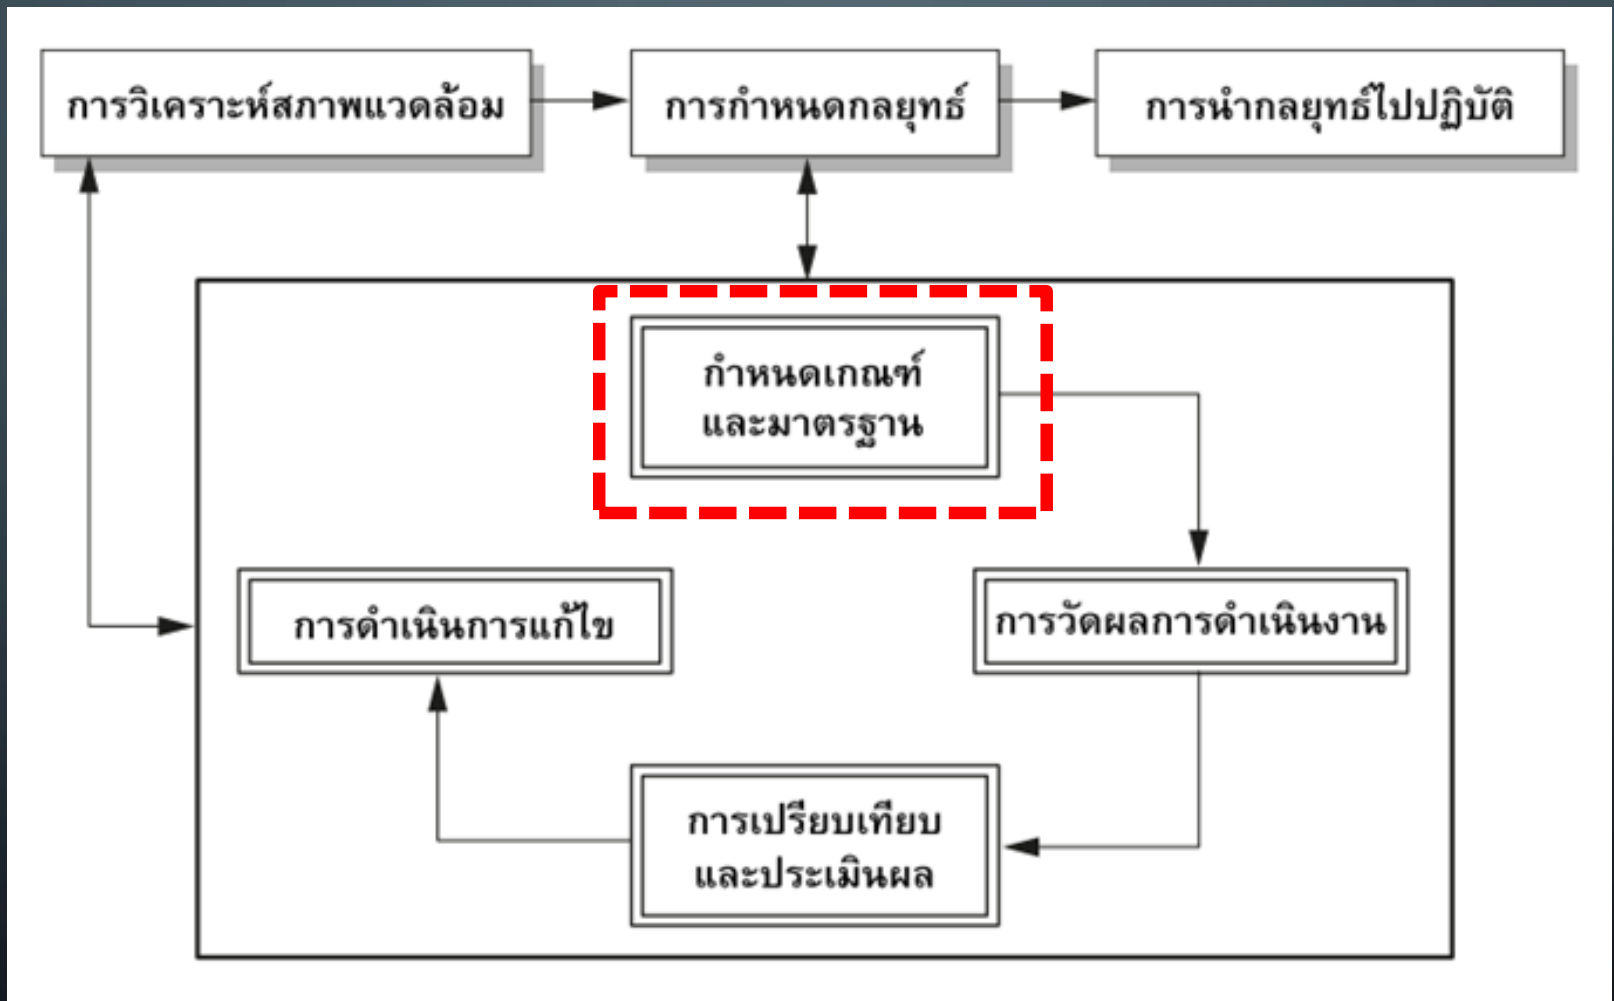 การวิเคราะห์สภาพแวดล้อม
การกำหนดกลยุทธ์
การนำกลยุทธ์ไปปฏิบัติ
กำหนดเกณฑ์
และมาตรฐาน
การดำเนินการแก้ไข
การวัดผลการดำเนินงาน
การเปรียบเทียบ
และประเมินผล